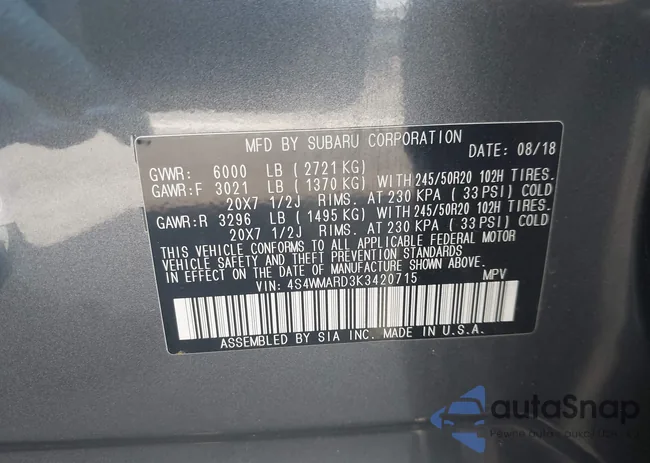 MFD BY SUBARU CORPORATION
DATE: 08/18
GVWR: 6000 LB (2721 KG)
GAWR:F 3021 LB (1370 KG) WITH 245/50R20 102H TIRES.
20X7 1/2J RIMS. AT 230 KPA (33 PSI) COLD
GAWR:R 3296 LB (1495 KG) WITH 245/50R20 102H TIRES.
20X7 1/2J RIMS. AT 230 KPA (33 PSI) COLD
THIS VEHICLE CONFORMS TO ALL APPLICABLE FEDERAL MOTOR
VEHICLE SAFETY AND THEFT PREVENTION STANDARDS
IN EFFECT ON DATE OF MANUFACTURE SHOWN ABOVE.
VIN: 4S4WMARD3K3420715 MPV
ASSEMBLED BY SIA INC. MADE IN U.S.A.
autaSnap
Pewne auta z USA